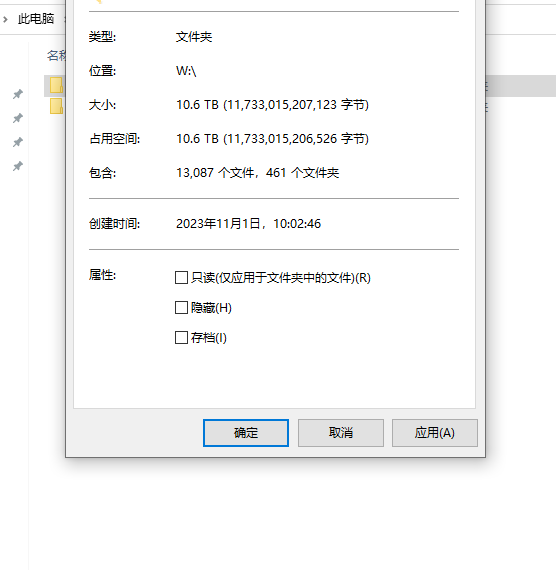 此电脑
名称
类型: 文件夹
位置: W:\
大小: 10.6 TB (11,733,015,207,123 字节)
占用空间: 10.6 TB (11,733,015,206,526 字节)
包含: 13,087 个文件，461 个文件夹
创建时间: 2023年11月1日，10:02:46
属性: 只读(仅应用于文件夹中的文件)(R)
隐藏(H)
存档(I)
确定 取消 应用(A)